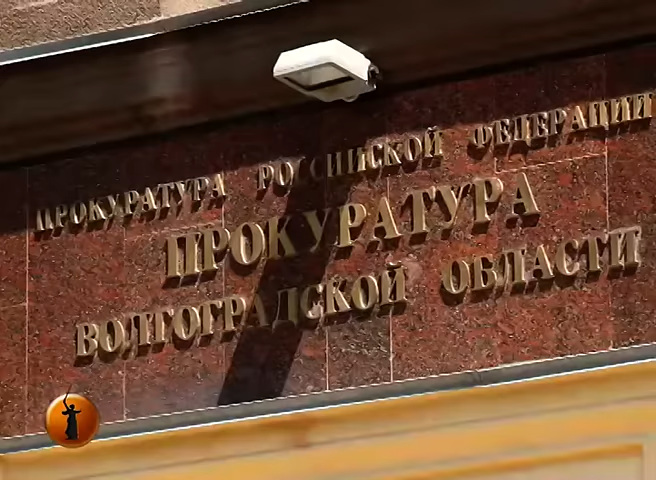 ПРОКУРАТУРА РОССИЙСКОЙ ФЕДЕРАЦИИ
ПРОКУРАТУРА
ВОЛГОГРАДСКОЙ ОБЛАСТИ